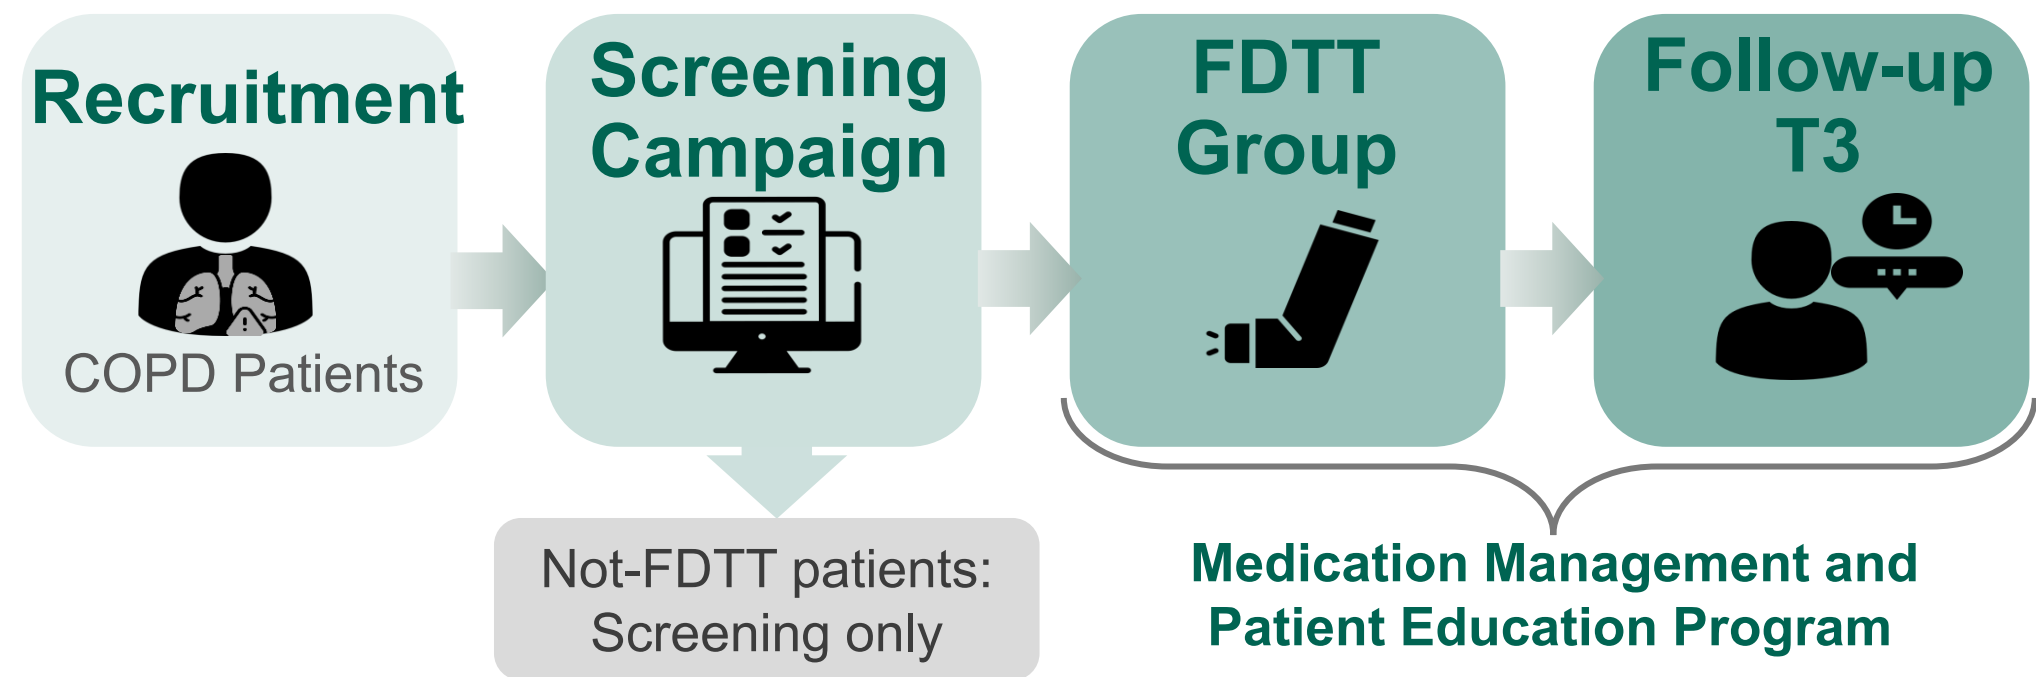 Recruitment
COPD Patients
Screening
Campaign
FDTT
Group
Follow-up
T3
Not-FDTT patients:
Screening only
Medication Management and
Patient Education Program